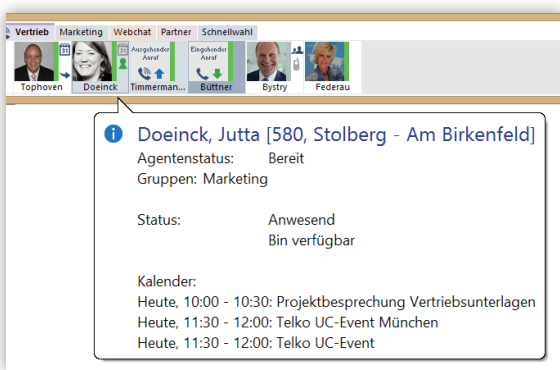 Vertrieb Marketing Webchat Partner Schnellwahl
Ausgehender Anruf
Eingehender Anruf
Tophoven Doeinck Timmerman... Büttner Bystry Federau
Doeinck, Jutta [580, Stolberg - Am Birkenfeld]
Agentenstatus: Bereit
Gruppen: Marketing
Status: Anwesend
Bin verfügbar
Kalender:
Heute, 10:00 - 10:30: Projektbesprechung Vertriebsunterlagen
Heute, 11:30 - 12:00: Telko UC-Event München
Heute, 11:30 - 12:00: Telko UC-Event